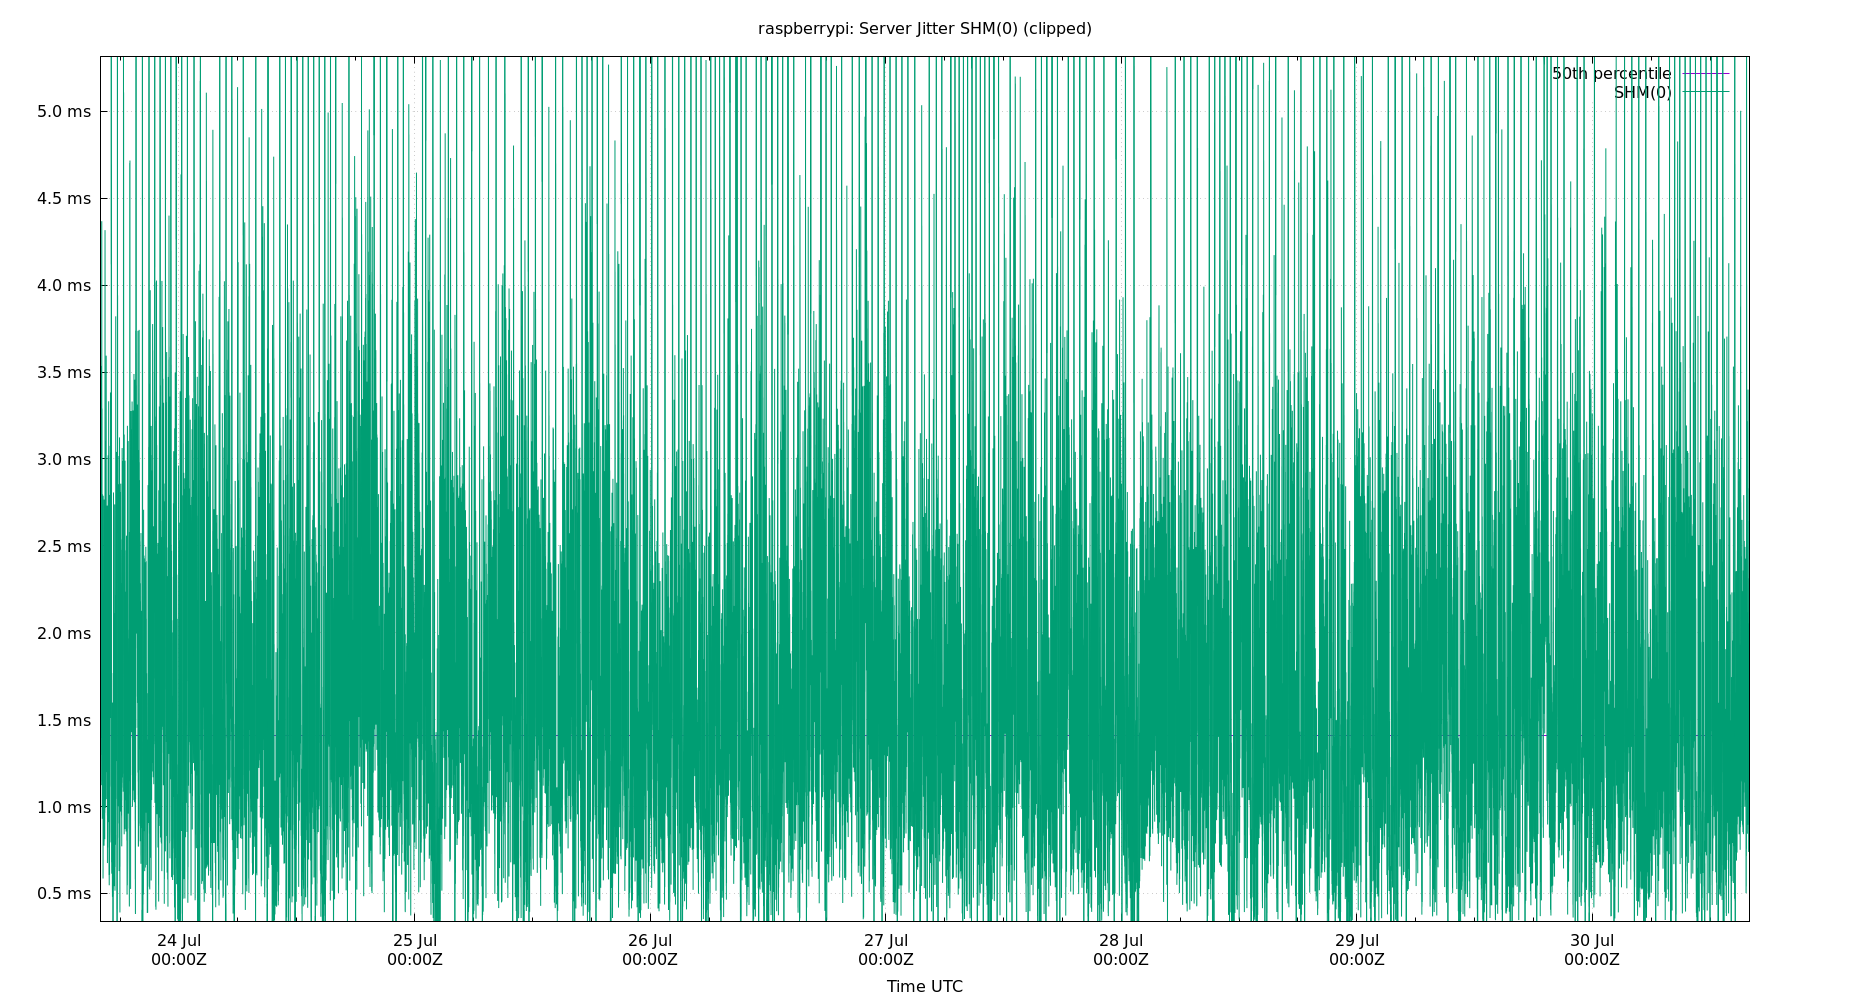 raspberrypi: Server Jitter SHM(0) (clipped)
50th percentile
SHM(0)
5.0 ms
4.5 ms
4.0 ms
3.5 ms
3.0 ms
2.5 ms
2.0 ms
1.5 ms
1.0 ms
0.5 ms
24 Jul 25 Jul 26 Jul 27 Jul 28 Jul 29 Jul 30 Jul
00:00Z 00:00Z 00:00Z 00:00Z 00:00Z 00:00Z 00:00Z
Time UTC